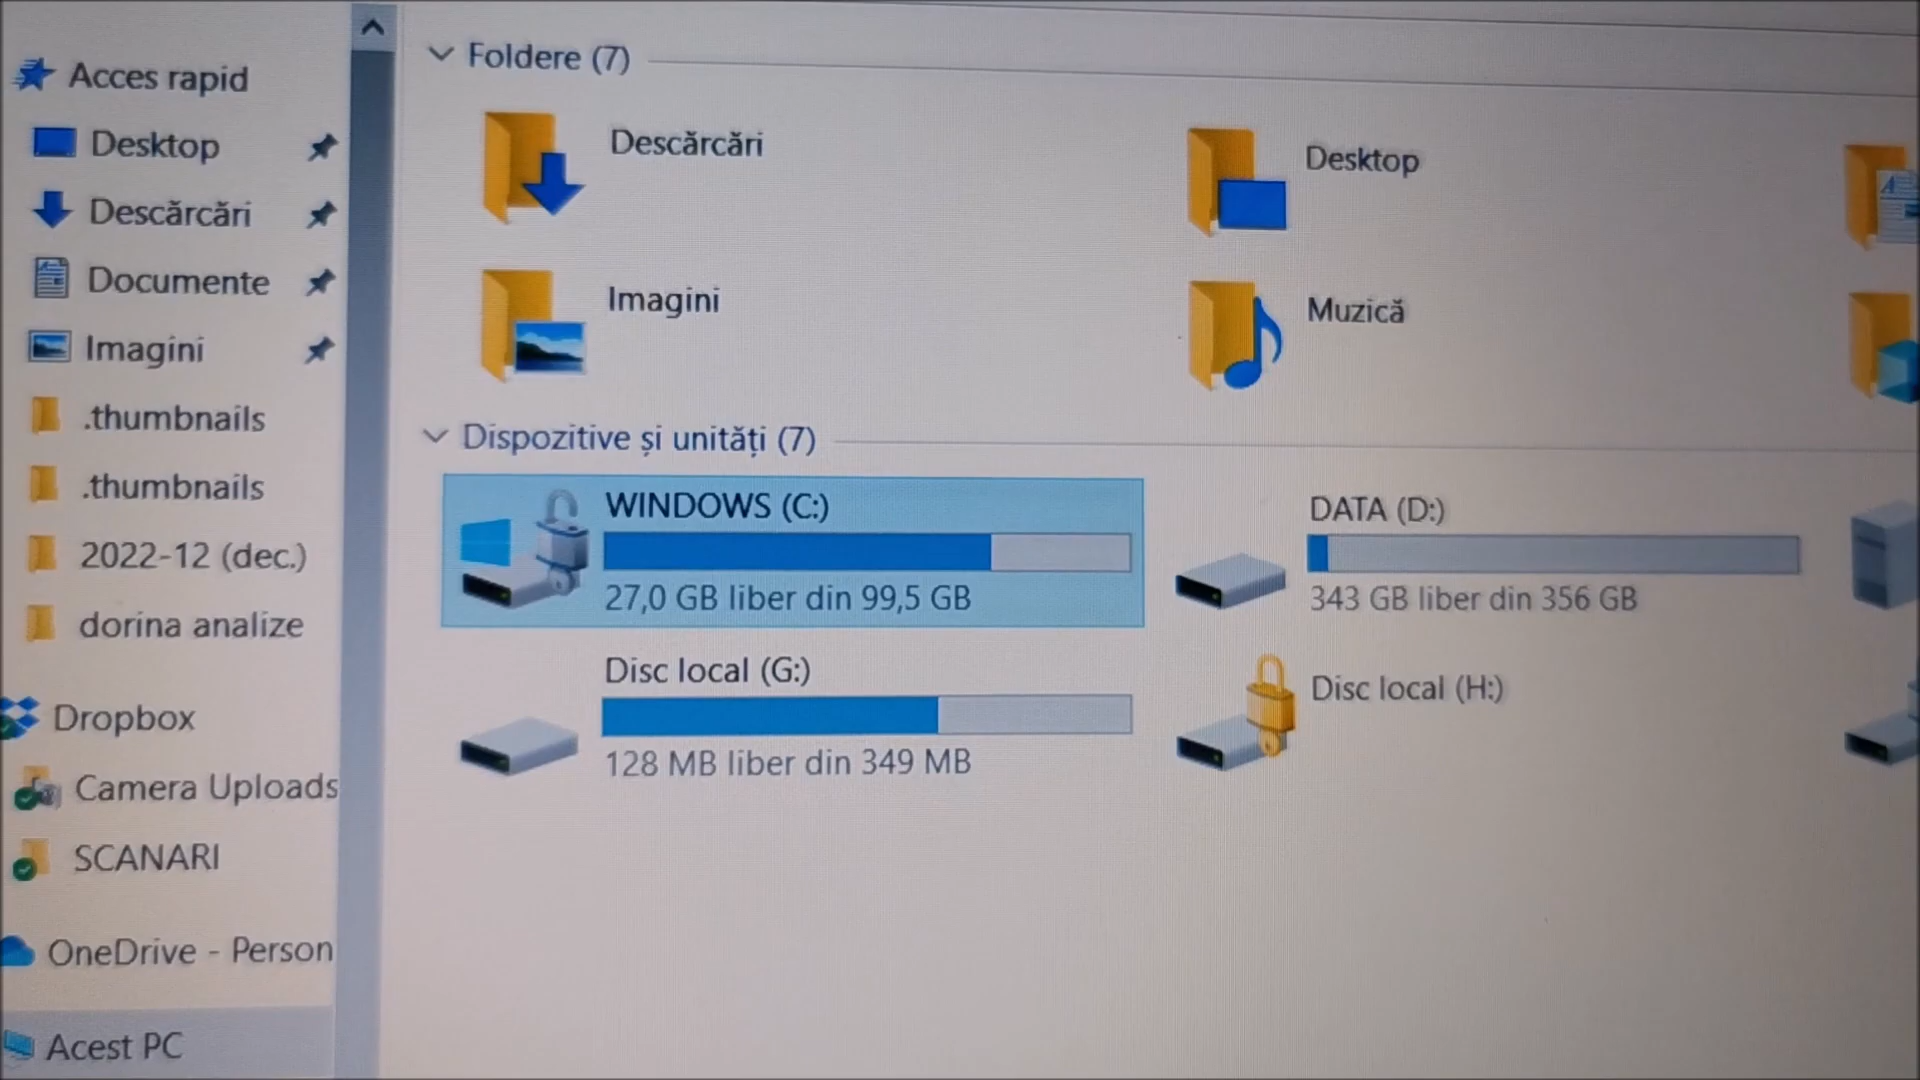 Acces rapid
Desktop
Descărcări
Documente
Imagini
.thumbnails
.thumbnails
2022-12 (dec.)
dorina analize
Dropbox
Camera Uploads
SCANARI
OneDrive - Person
Acest PC
Foldere (7)
Descărcări
Desktop
Imagini
Muzică
Dispozitive și unități (7)
WINDOWS (C:)
27,0 GB liber din 99,5 GB
DATA (D:)
343 GB liber din 356 GB
Disc local (G:)
128 MB liber din 349 MB
Disc local (H:)